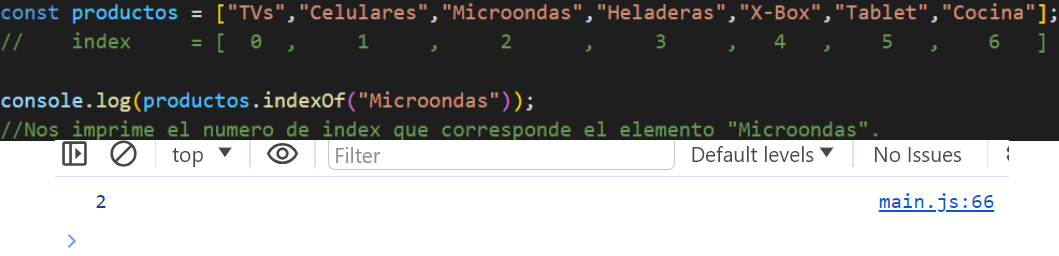 const productos = ["TVs","Celulares","Microondas","Heladeras","X-Box","Tablet","Cocina"];
//    index     = [  0  ,     1     ,     2      ,     3     ,    4   ,    5   ,    6   ]
console.log(productos.indexOf("Microondas"));
//Nos imprime el numero de index que corresponde el elemento "Microondas".
top ▼ Filter Default levels ▼ No Issues
2 main.js:66
>